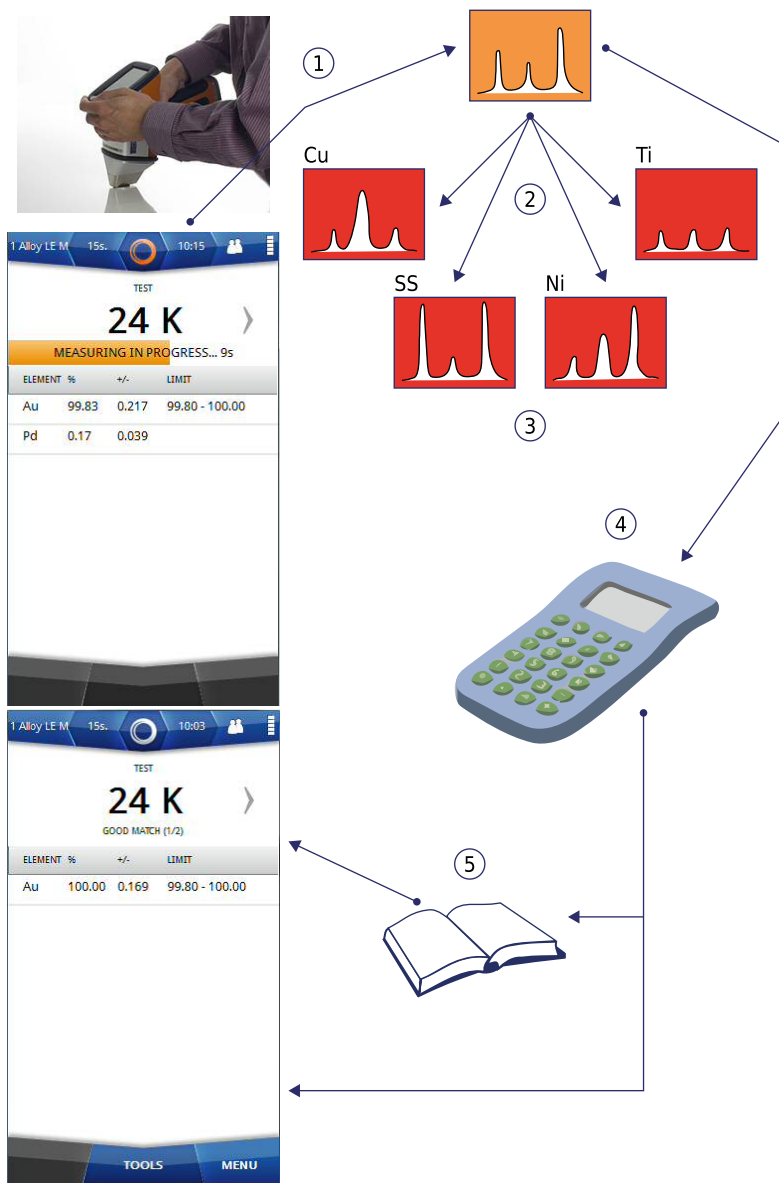 1
Cu
Ti
2
SS
Ni
3
4
5
1 Alloy LE M 15s. 10:15
TEST
24 K
MEASURING IN PROGRESS... 9s
ELEMENT % +/- LIMIT
Au 99.83 0.217 99.80 - 100.00
Pd 0.17 0.039
1 Alloy LE M 15s. 10:03
TEST
24 K
GOOD MATCH (1/2)
ELEMENT % +/- LIMIT
Au 100.00 0.169 99.80 - 100.00
TOOLS MENU